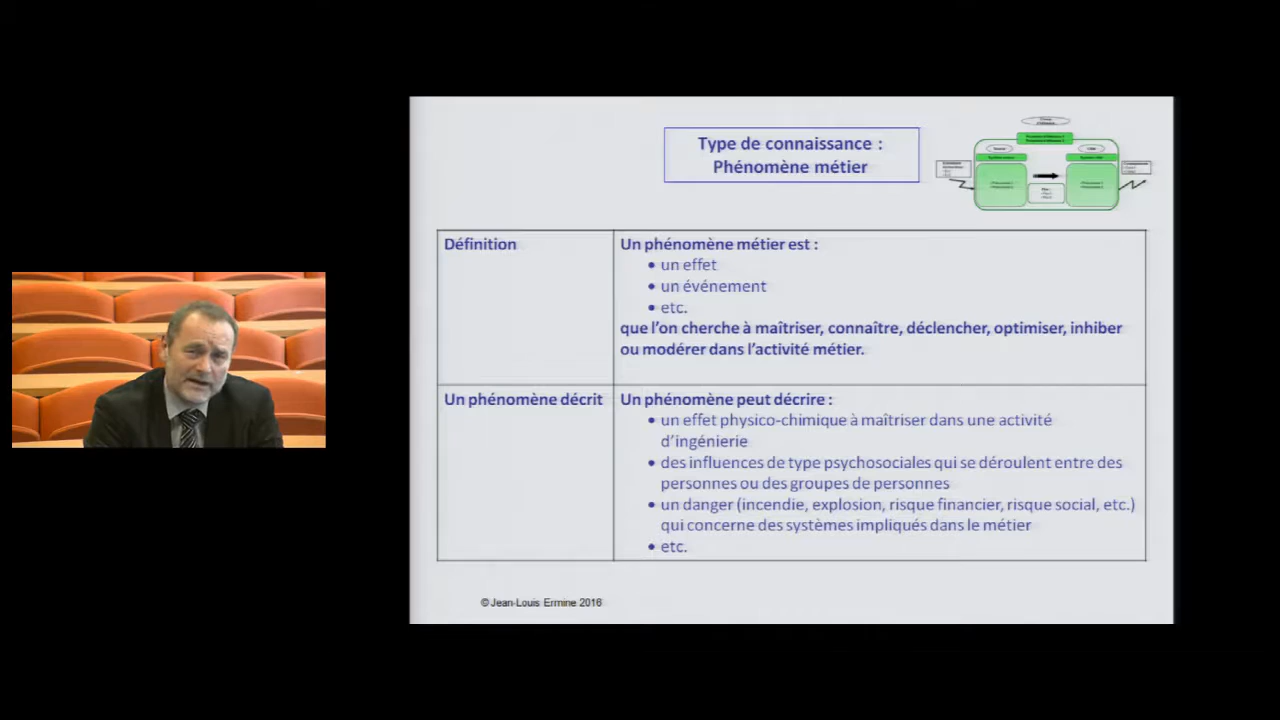 Type de connaissance :
Phénomène métier
Définition
Un phénomène métier est :
• un effet
• un événement
• etc.
que l’on cherche à maîtriser, connaître, déclencher, optimiser, inhiber
ou modérer dans l’activité métier.
Un phénomène décrit
Un phénomène peut décrire :
• un effet physico-chimique à maîtriser dans une activité
d’ingénierie
• des influences de type psychosociales qui se déroulent entre des
personnes ou des groupes de personnes
• un danger (incendie, explosion, risque financier, risque social, etc.)
qui concerne des systèmes impliqués dans le métier
• etc.
© Jean-Louis Ermine 2016